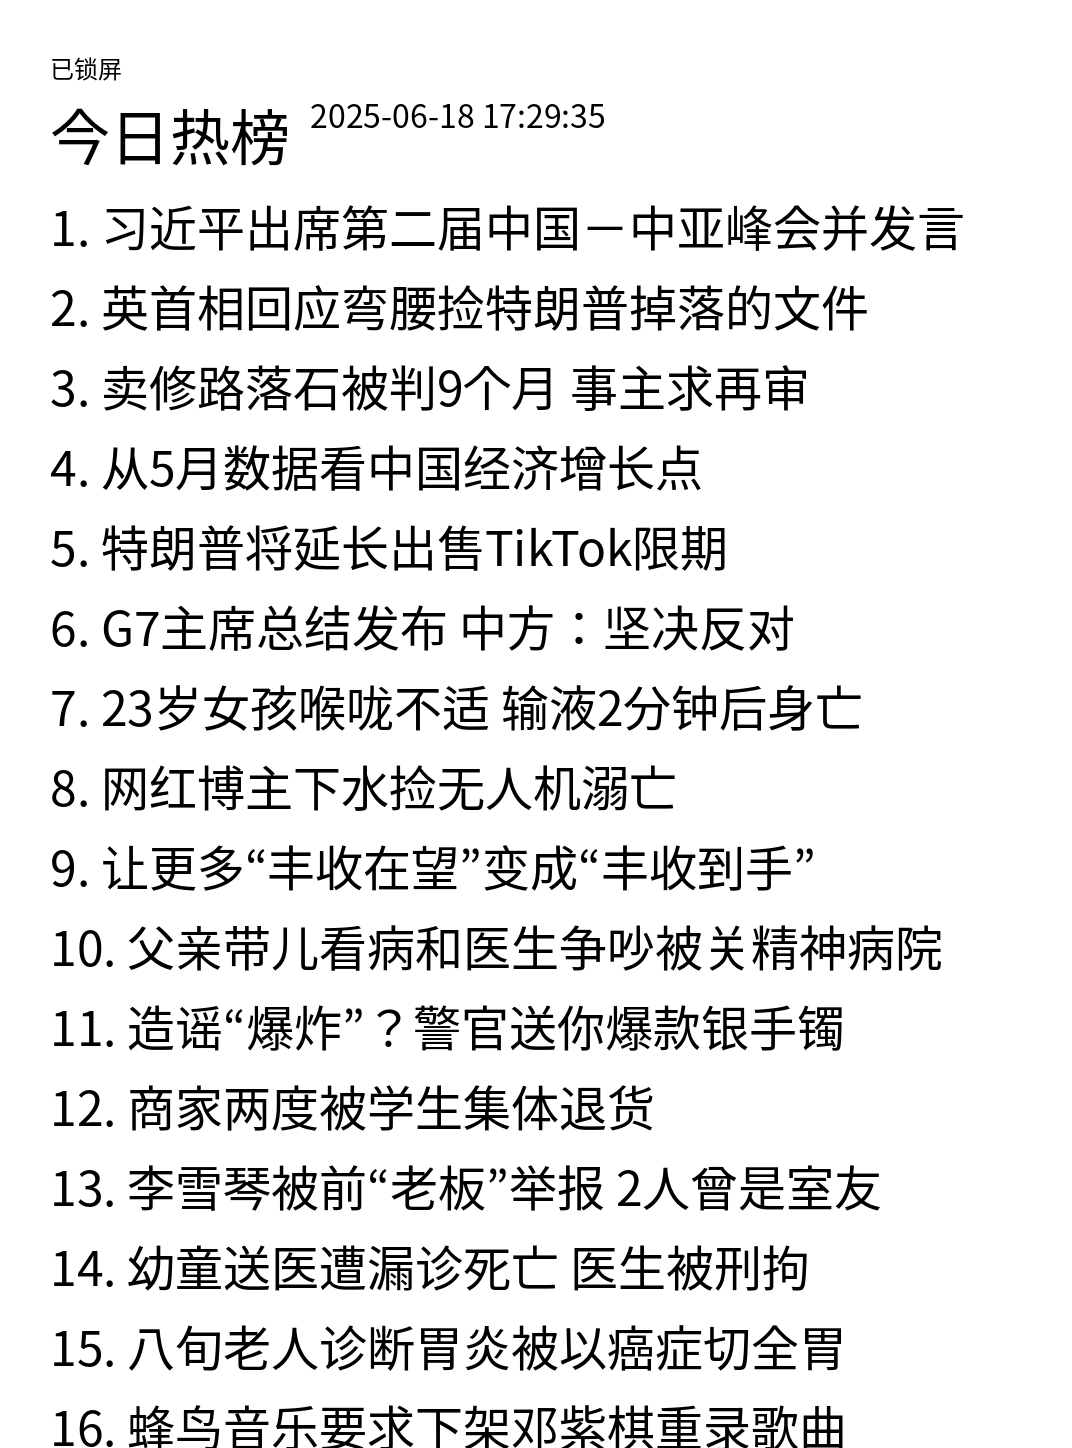 已锁屏
今日热榜 2025-06-18 17:29:35
1. 习近平出席第二届中国－中亚峰会并发言
2. 英首相回应弯腰捡特朗普掉落的文件
3. 卖修路落石被判9个月 事主求再审
4. 从5月数据看中国经济增长点
5. 特朗普将延长出售TikTok限期
6. G7主席总结发布 中方：坚决反对
7. 23岁女孩喉咙不适 输液2分钟后身亡
8. 网红博主下水捡无人机溺亡
9. 让更多“丰收在望”变成“丰收到手”
10. 父亲带儿看病和医生争吵被关精神病院
11. 造谣“爆炸”？警官送你爆款银手镯
12. 商家两度被学生集体退货
13. 李雪琴被前“老板”举报 2人曾是室友
14. 幼童送医遭漏诊死亡 医生被刑拘
15. 八旬老人诊断胃炎被以癌症切全胃
16. 蜂鸟音乐要求下架邓紫棋重录歌曲